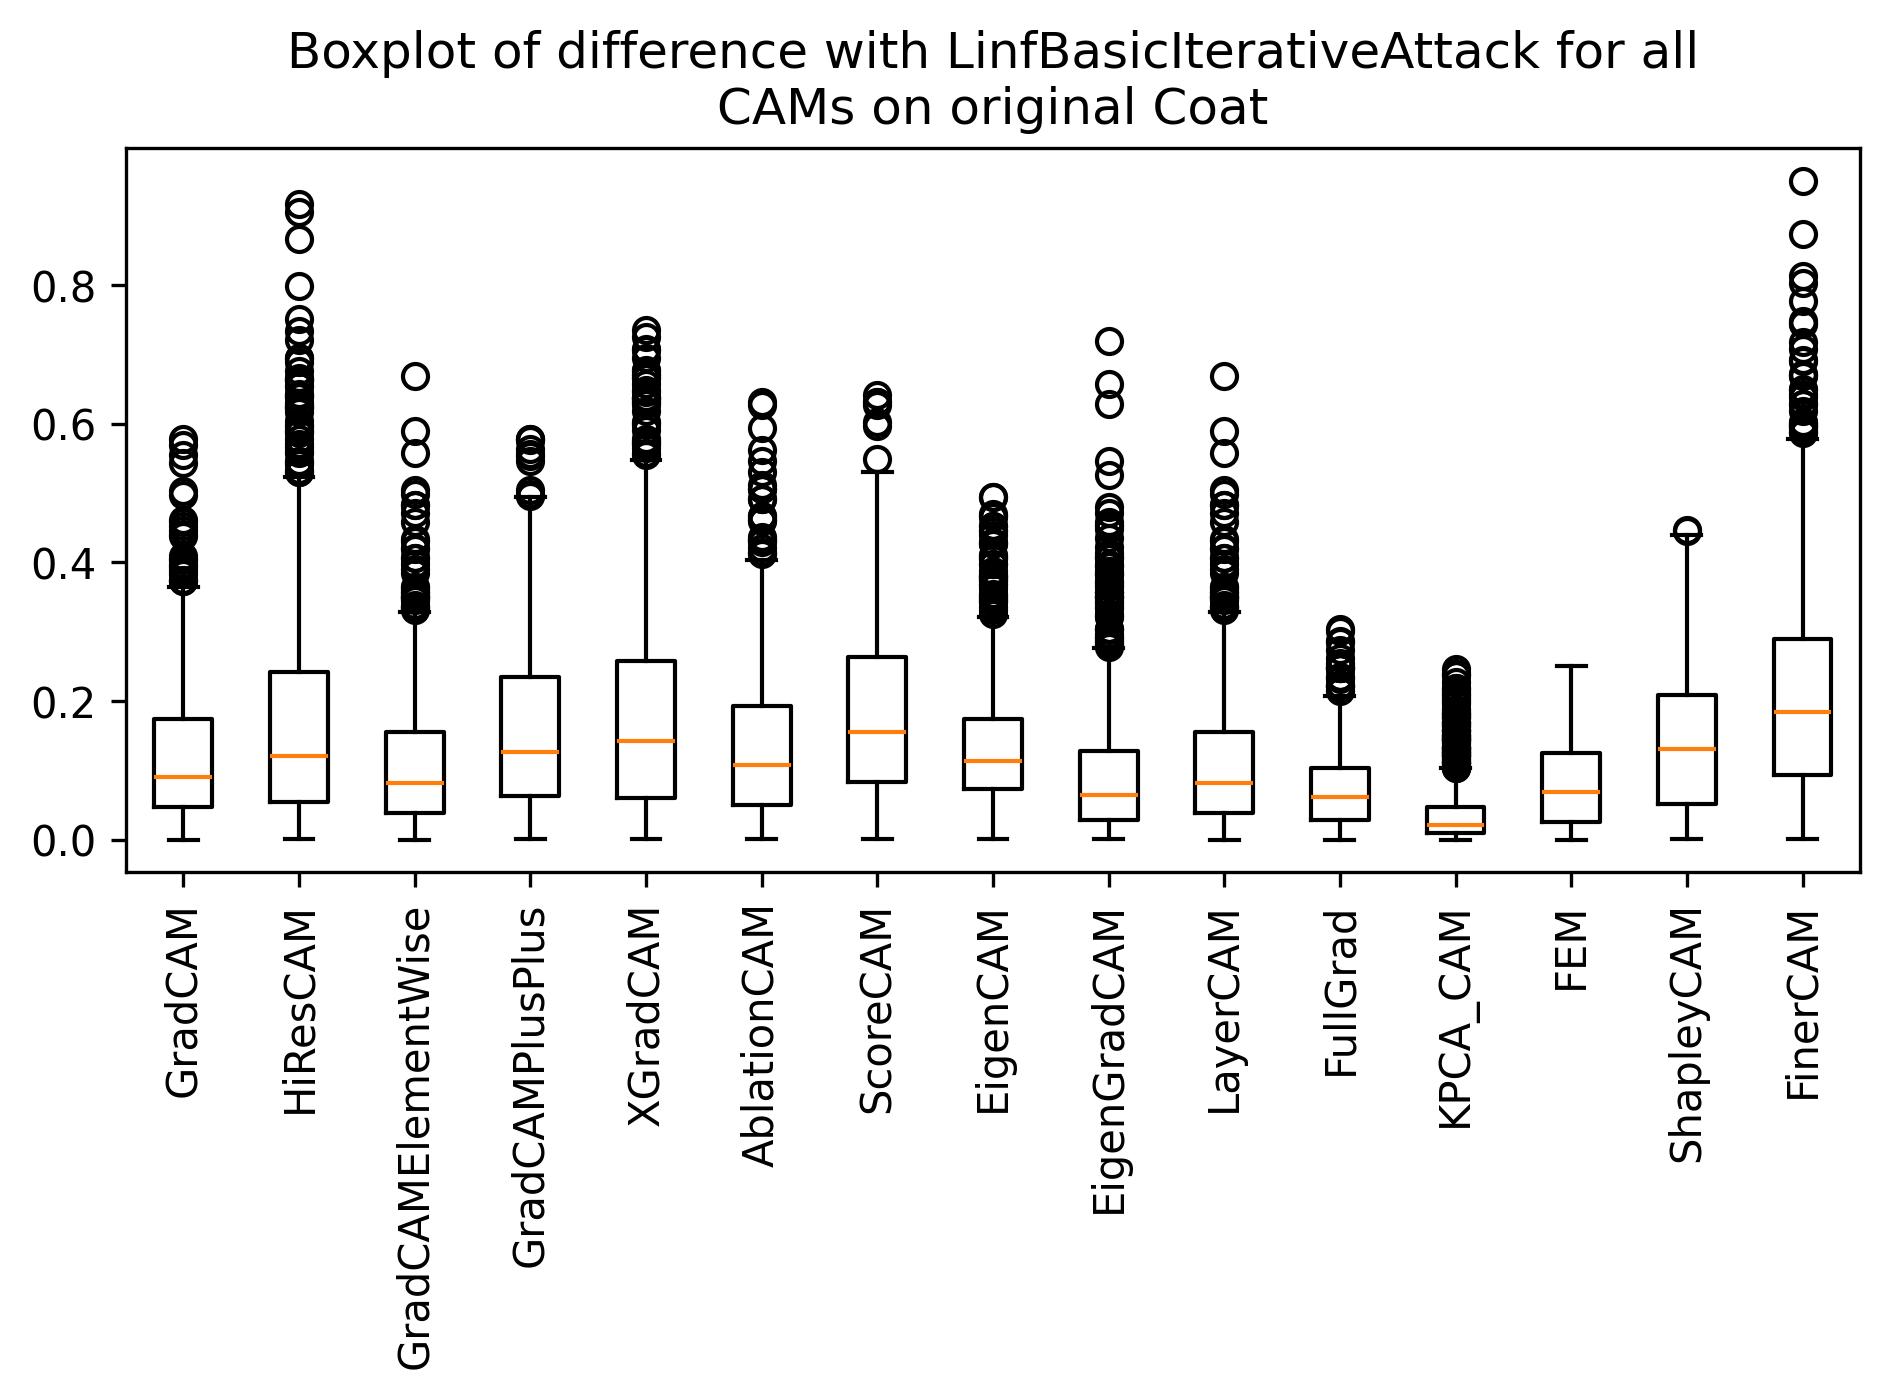 Boxplot of difference with LinfBasicIterativeAttack for all
CAMs on original Coat
0.8
0.6
0.4
0.2
0.0
GradCAM
HiResCAM
GradCAMElementWise
GradCAMPlusPlus
XGradCAM
AblationCAM
ScoreCAM
EigenCAM
EigenGradCAM
LayerCAM
FullGrad
KPCA_CAM
FEM
ShapleyCAM
FinerCAM